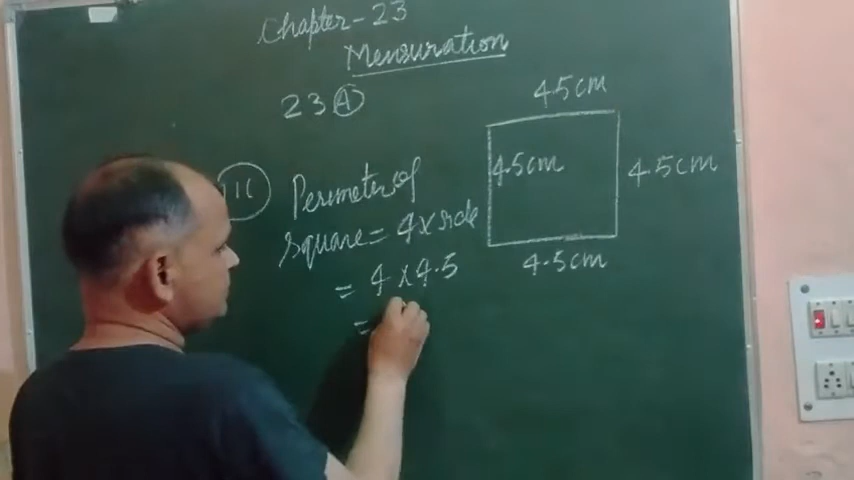 Chapter-23
Mensuration
23 A
4.5cm
4.5cm
4.5cm
Perimeter of
square = 4 x side
4.5cm
= 4 x 4.5
=